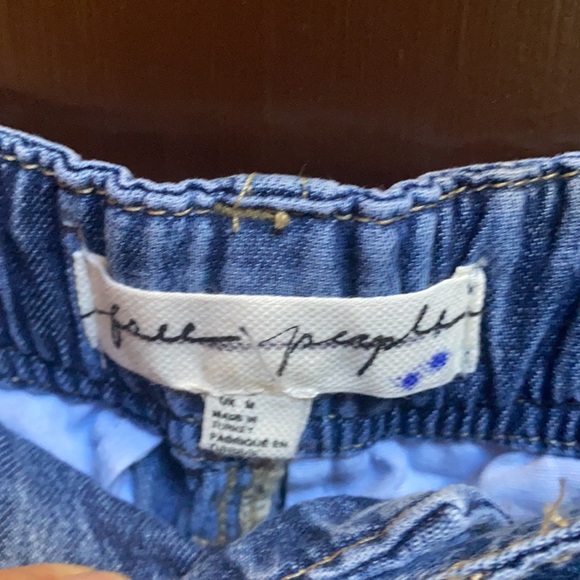 free people
UK M
MADE IN
TURKEY
FABRIQUÉ EN